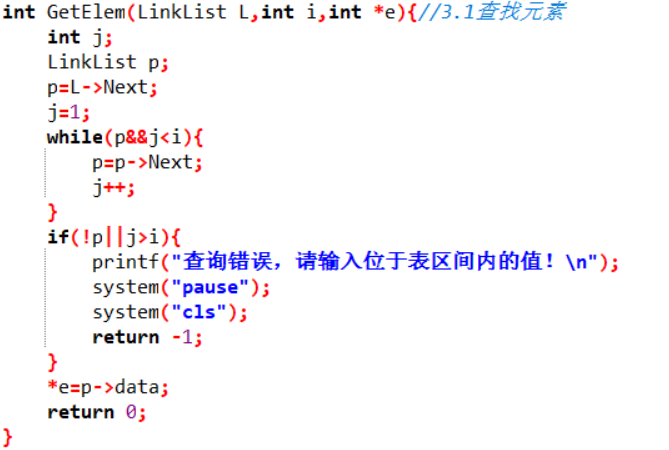 int GetElem(LinkList L,int i,int *e){//3.1查找元素
    int j;
    LinkList p;
    p=L->Next;
    j=1;
    while(p&&j<i){
        p=p->Next;
        j++;
    }
    if(!p||j>i){
        printf("查询错误，请输入位于表区间内的值！\n");
        system("pause");
        system("cls");
        return -1;
    }
    *e=p->data;
    return 0;
}